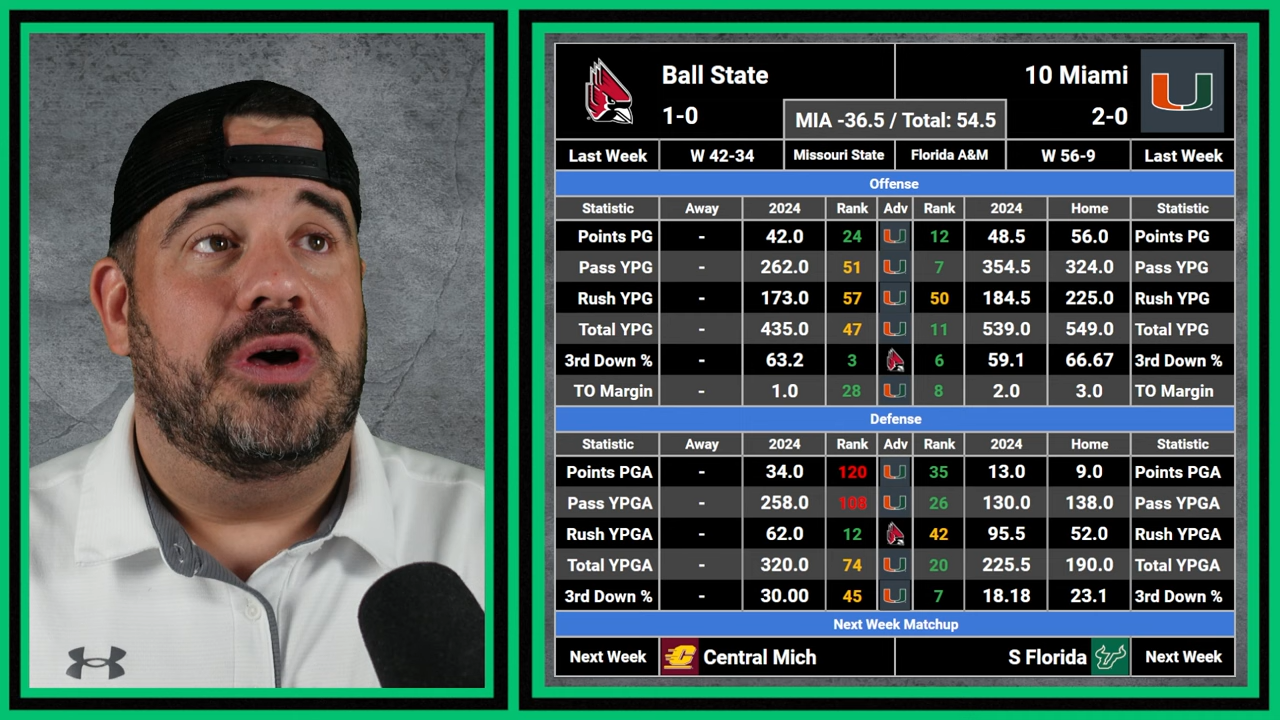 Ball State
10 Miami
1-0
MIA -36.5 / Total: 54.5
2-0
Last Week W 42-34 Missouri State Florida A&M W 56-9 Last Week
Offense
Statistic Away 2024 Rank Adv Rank 2024 Home Statistic
Points PG - 42.0 24 12 48.5 56.0 Points PG
Pass YPG - 262.0 51 7 354.5 324.0 Pass YPG
Rush YPG - 173.0 57 50 184.5 225.0 Rush YPG
Total YPG - 435.0 47 11 539.0 549.0 Total YPG
3rd Down % - 63.2 3 6 59.1 66.67 3rd Down %
TO Margin - 1.0 28 8 2.0 3.0 TO Margin
Defense
Statistic Away 2024 Rank Adv Rank 2024 Home Statistic
Points PGA - 34.0 120 35 13.0 9.0 Points PGA
Pass YPGA - 258.0 108 26 130.0 138.0 Pass YPGA
Rush YPGA - 62.0 12 42 95.5 52.0 Rush YPGA
Total YPGA - 320.0 74 20 225.5 190.0 Total YPGA
3rd Down % - 30.00 45 7 18.18 23.1 3rd Down %
Next Week Matchup
Next Week Central Mich S Florida Next Week